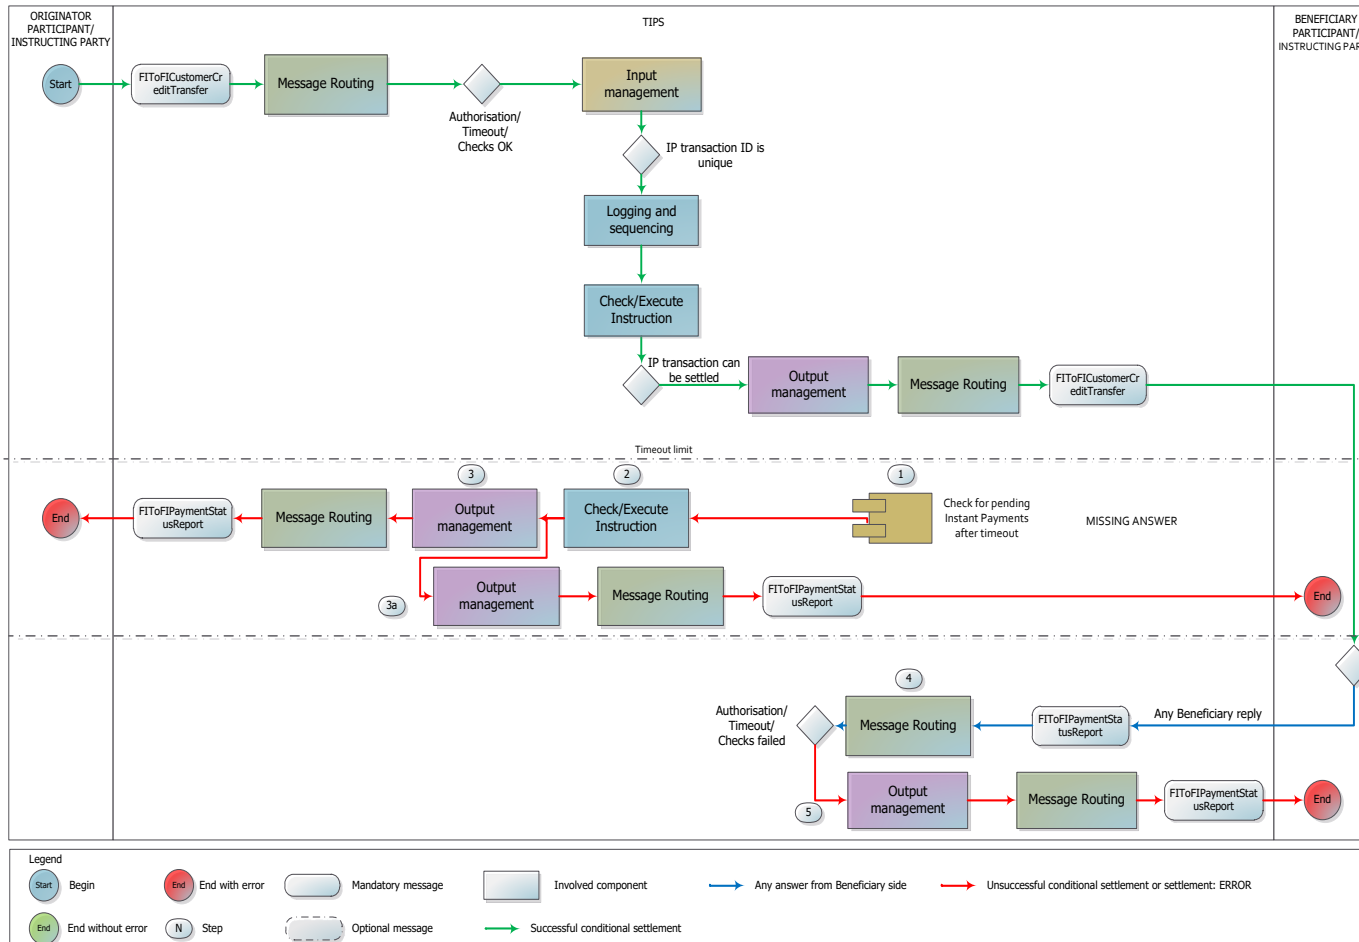 ORIGINATOR
PARTICIPANT/
INSTRUCTING PARTY
TIPS
BENEFICIARY
PARTICIPANT/
INSTRUCTING PAR
Start
FIToFICustomerCr
editTransfer
Message Routing
Authorisation/
Timeout/
Checks OK
Input
management
IP transaction ID is
unique
Logging and
sequencing
Check/Execute
Instruction
IP transaction can
be settled
Output
management
Message Routing
FIToFICustomerCr
editTransfer
Timeout limit
3
2
1
End
FIToFIPaymentStat
usReport
Message Routing
Output
management
Check/Execute
Instruction
Check for pending
Instant Payments
after timeout
MISSING ANSWER
3a
Output
management
Message Routing
FIToFIPaymentStat
usReport
End
4
Authorisation/
Timeout/
Checks failed
Message Routing
FIToFIPaymentSta
tusReport
Any Beneficiary reply
5
Output
management
Message Routing
FIToFIPaymentStat
usReport
End
Legend
Start
Begin
End
End with error
Mandatory message
Involved component
Any answer from Beneficiary side
Unsuccessful conditional settlement or settlement: ERROR
End
End without error
N
Step
Optional message
Successful conditional settlement